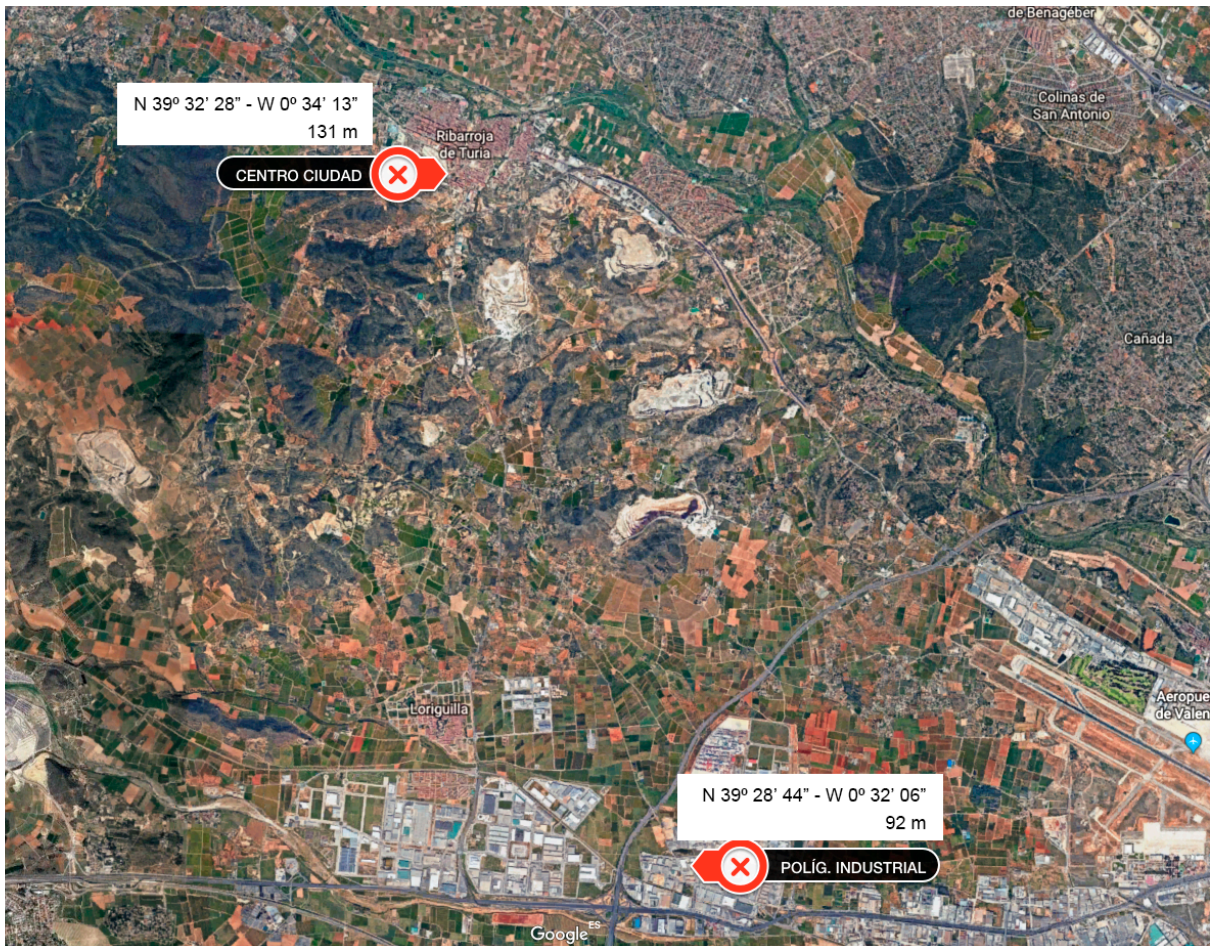 de Benagéber
Colinas de
San Antonio
N 39º 32’ 28” - W 0º 34’ 13”
131 m
Ribarroja
de Turia
CENTRO CIUDAD
Cañada
Loriguilla
Aeropue
de Valen
N 39º 28’ 44” - W 0º 32’ 06”
92 m
POLÍG. INDUSTRIAL
Google
ES